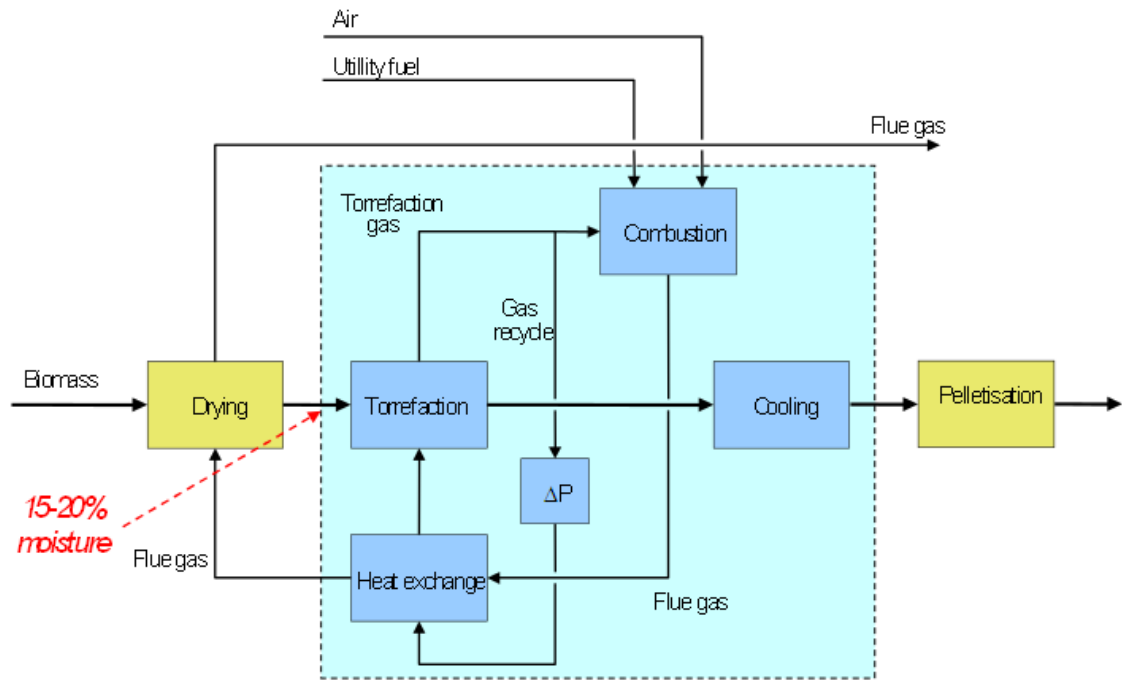 Air
Utillity fuel
Flue gas
Torrefaction
gas
Combustion
Gas
recycle
Biomass
Drying
Torrefaction
Cooling
Pelletisation
ΔP
15-20%
moisture
Flue gas
Heat exchange
Flue gas